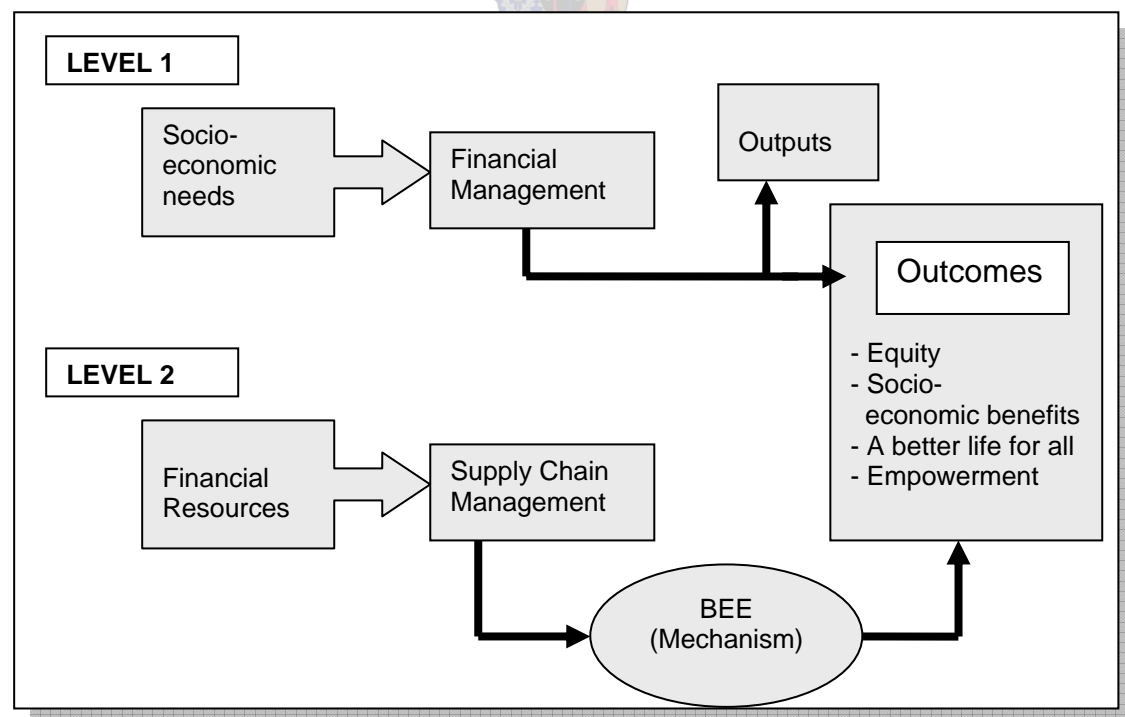 LEVEL 1
Socio-
economic
needs
Financial
Management
Outputs
Outcomes
- Equity
- Socio-
economic benefits
- A better life for all
- Empowerment
LEVEL 2
Financial
Resources
Supply Chain
Management
BEE
(Mechanism)